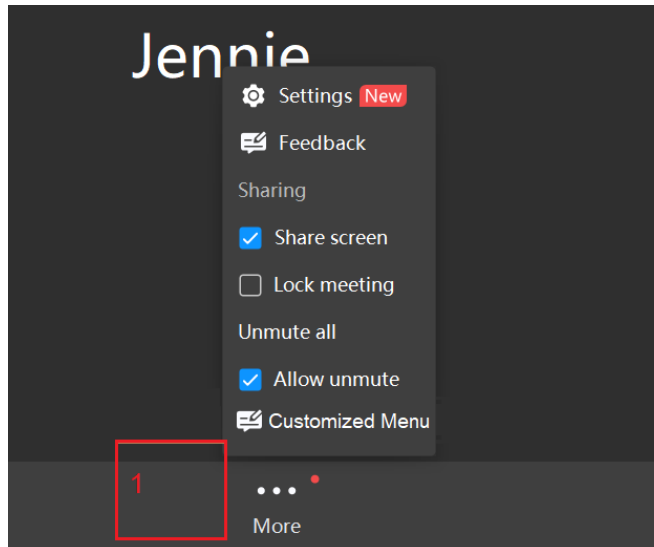 Jennie
Settings New
Feedback
Sharing
Share screen
Lock meeting
Unmute all
Allow unmute
Customized Menu
1
More